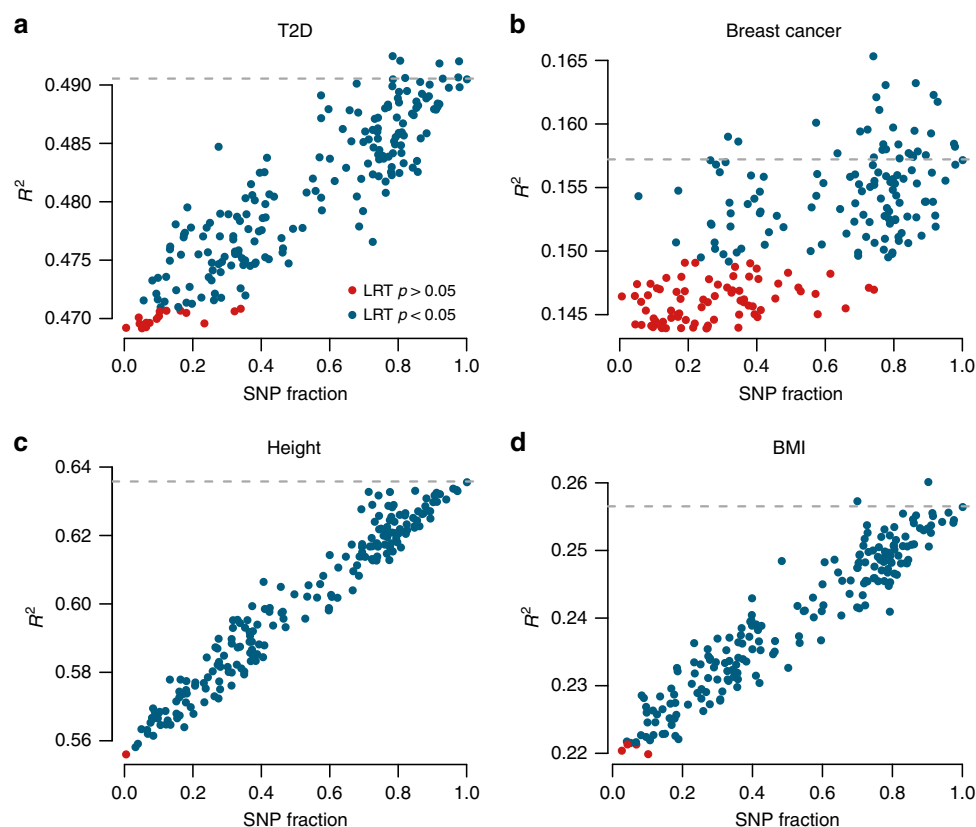 a
T2D
0.490
0.485
0.480
0.475
0.470
R²
LRT p > 0.05
LRT p < 0.05
0.0 0.2 0.4 0.6 0.8 1.0
SNP fraction
b
Breast cancer
0.165
0.160
0.155
0.150
0.145
R²
0.0 0.2 0.4 0.6 0.8 1.0
SNP fraction
c
Height
0.64
0.62
0.60
0.58
0.56
R²
0.0 0.2 0.4 0.6 0.8 1.0
SNP fraction
d
BMI
0.26
0.25
0.24
0.23
0.22
R²
0.0 0.2 0.4 0.6 0.8 1.0
SNP fraction